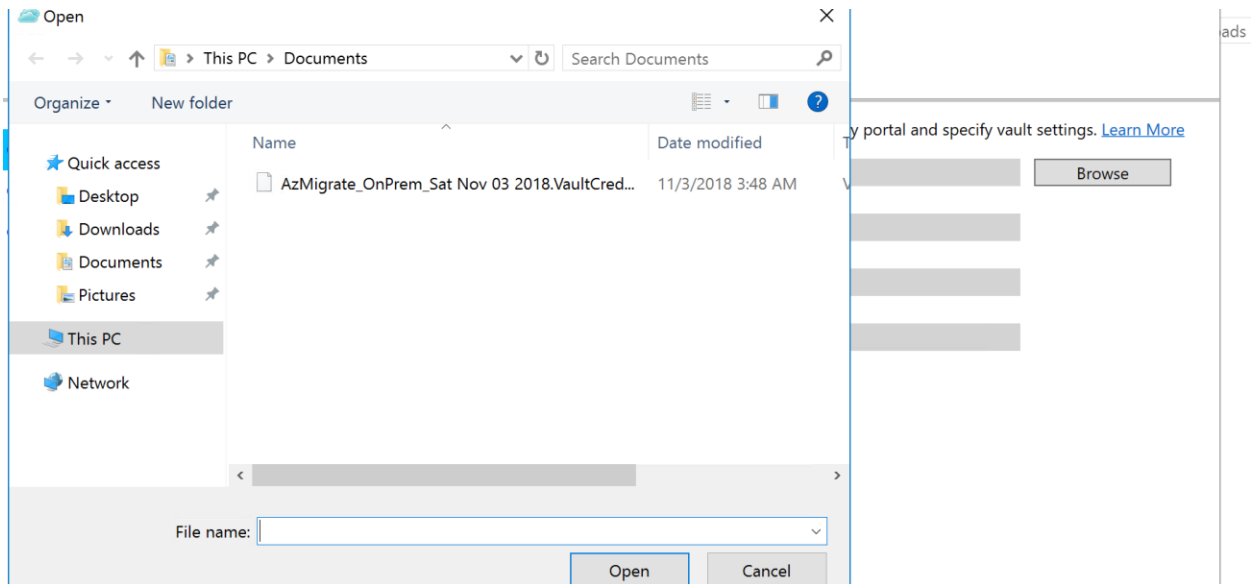 Open
ads
This PC > Documents
Search Documents
Organize
New folder
?
y portal and specify vault settings. Learn More
Name
Date modified
T
Browse
Quick access
AzMigrate_OnPrem_Sat Nov 03 2018.VaultCred...
11/3/2018 3:48 AM
V
Desktop
Downloads
Documents
Pictures
This PC
Network
File name:
Open
Cancel